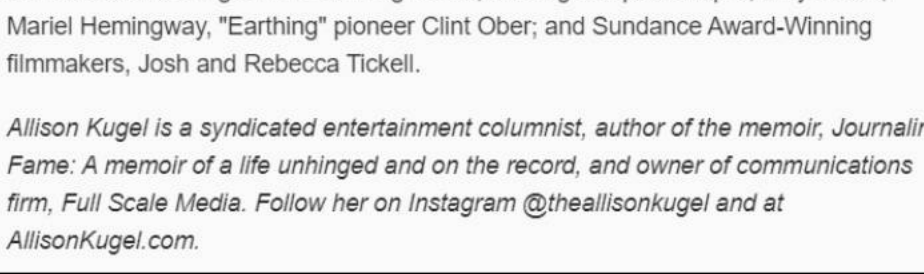 Mariel Hemingway, "Earthing" pioneer Clint Ober; and Sundance Award-Winning
filmmakers, Josh and Rebecca Tickell.
Allison Kugel is a syndicated entertainment columnist, author of the memoir, Journalin
Fame: A memoir of a life unhinged and on the record, and owner of communications
firm, Full Scale Media. Follow her on Instagram @theallisonkugel and at
AllisonKugel.com.